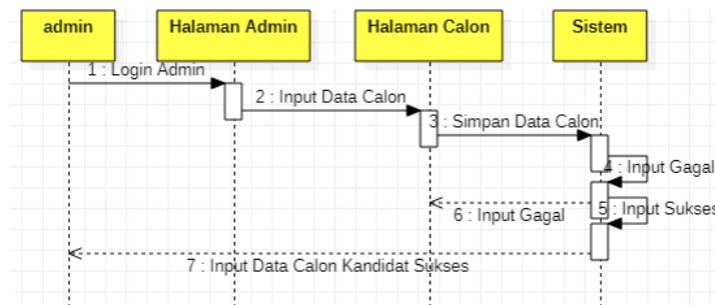 admin
Halaman Admin
Halaman Calon
Sistem
1 : Login Admin
2 : Input Data Calon
3 : Simpan Data Calon
4 : Input Gagal
5 : Input Sukses
6 : Input Gagal
7 : Input Data Calon Kandidat Sukses